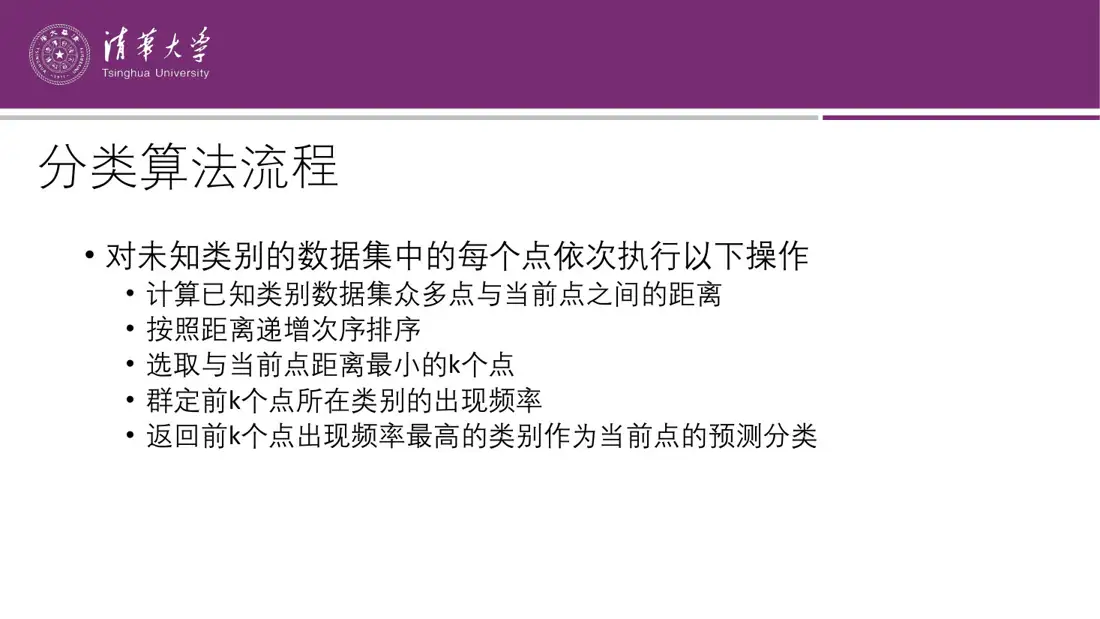 清华大学
Tsinghua University
分类算法流程
• 对未知类别的数据集中的每个点依次执行以下操作
• 计算已知类别数据集众多点与当前点之间的距离
• 按照距离递增次序排序
• 选取与当前点距离最小的k个点
• 群定前k个点所在类别的出现频率
• 返回前k个点出现频率最高的类别作为当前点的预测分类